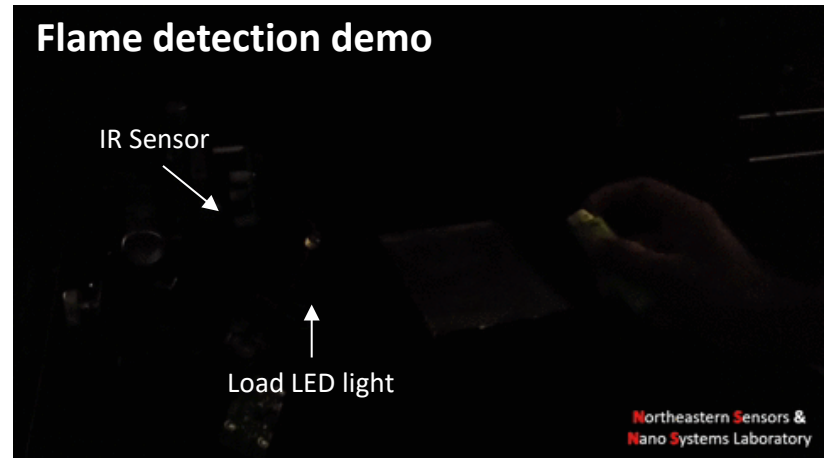 Flame detection demo
IR Sensor
Load LED light
Northeastern Sensors &
Nano Systems Laboratory